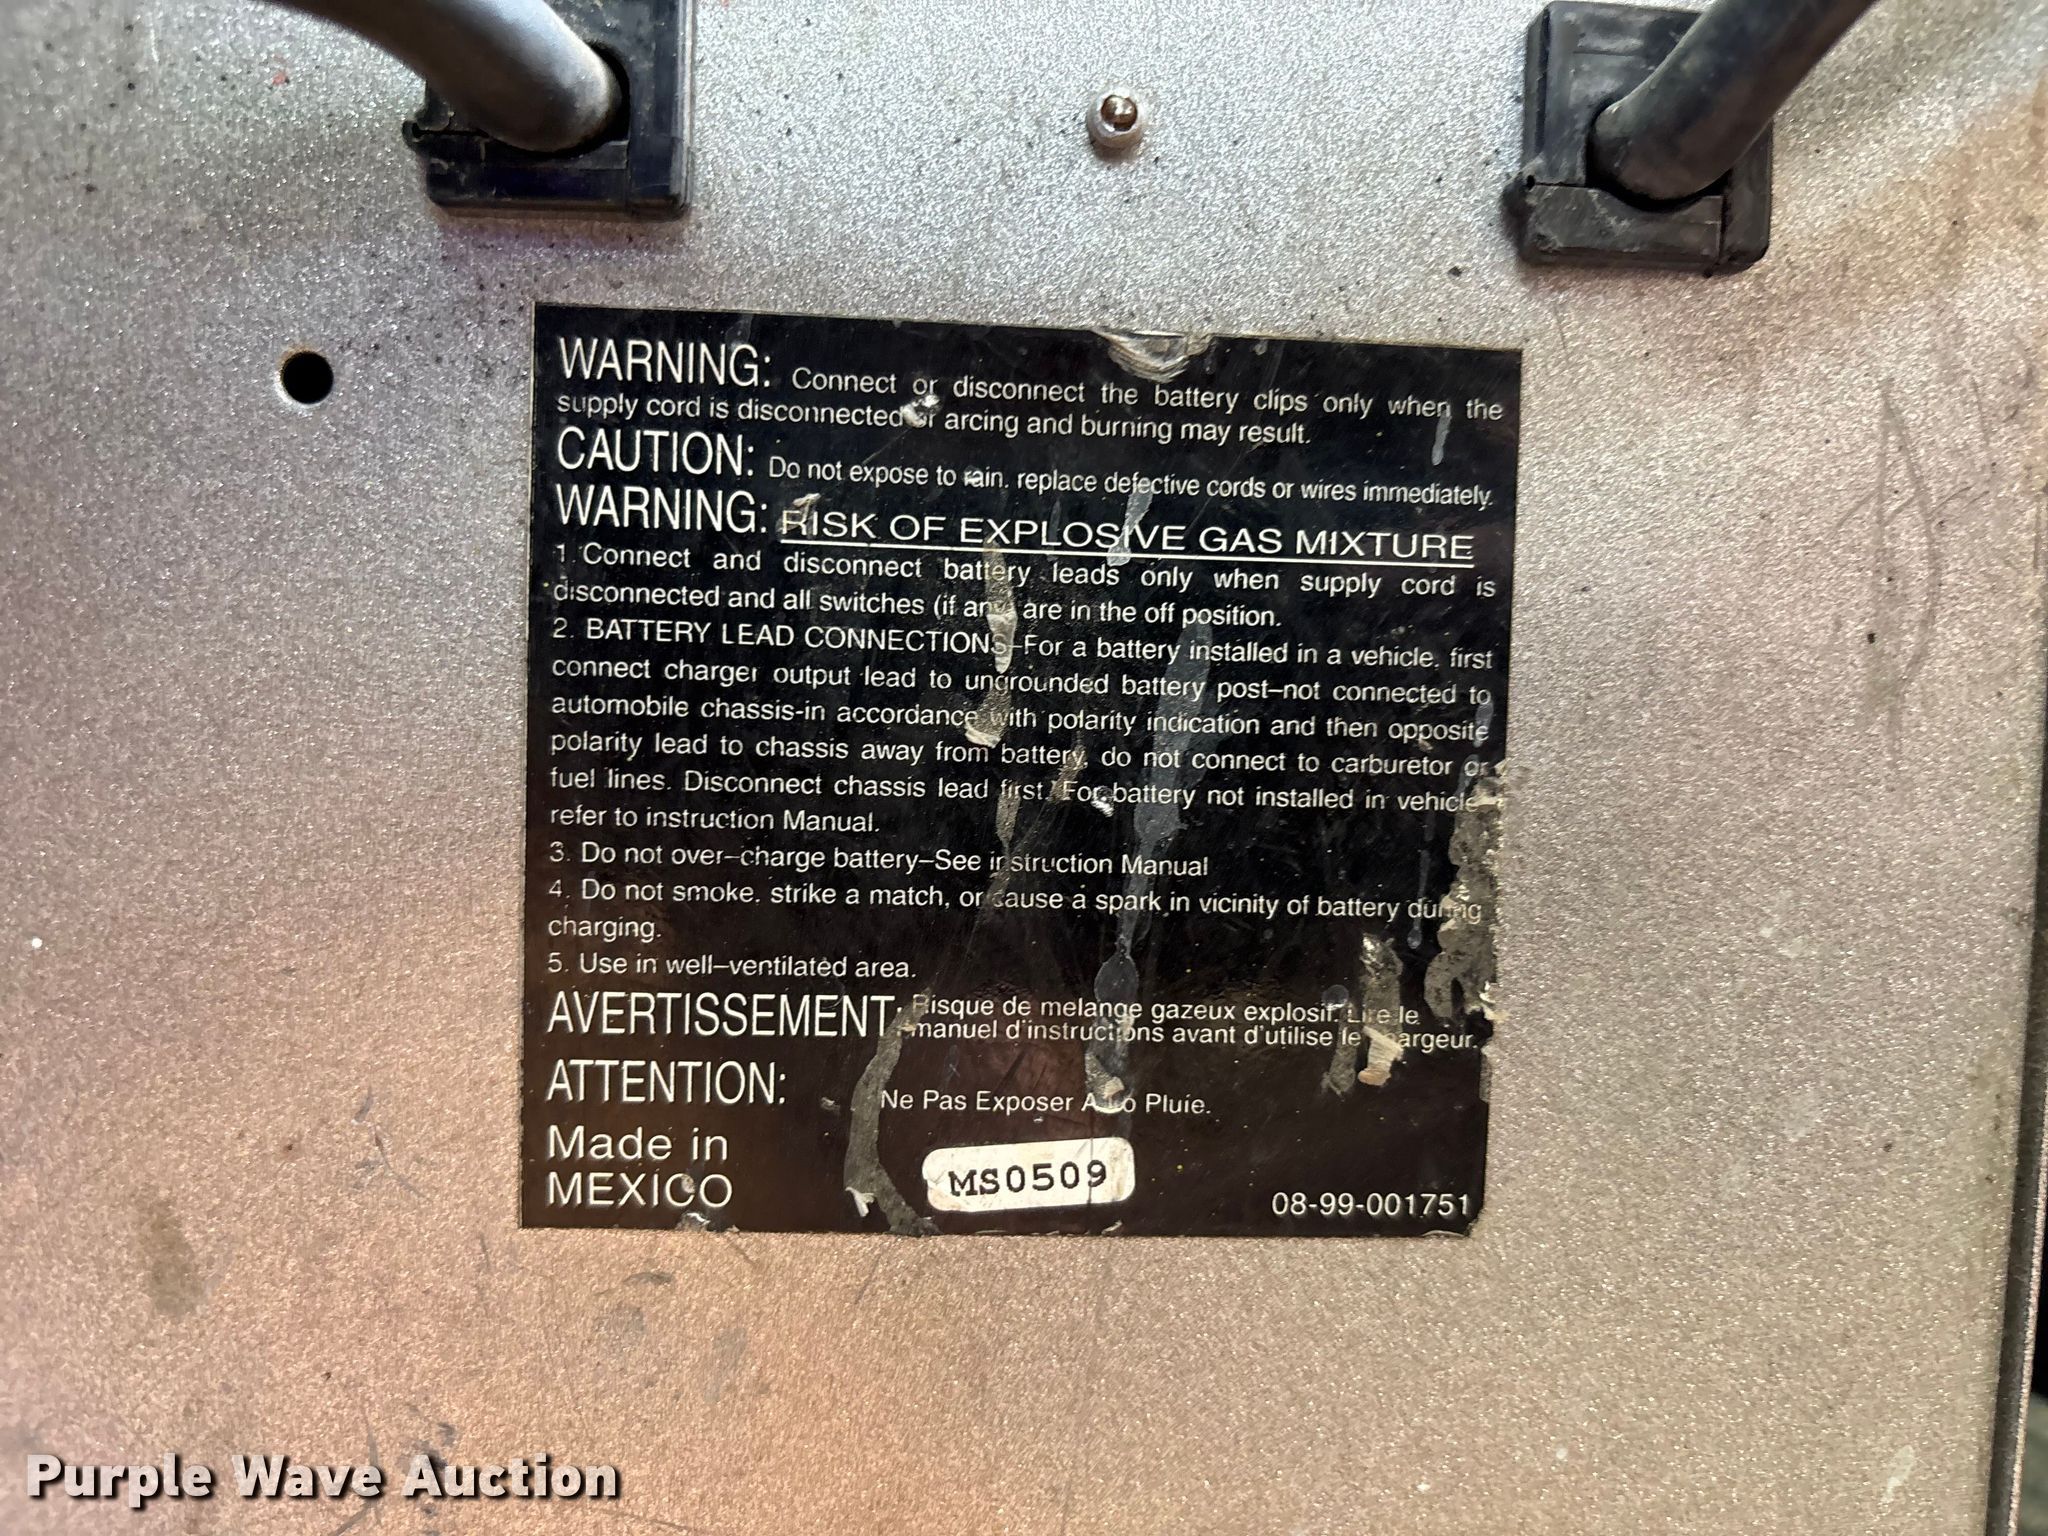 WARNING: Connect or disconnect the battery clips only when the
supply cord is disconnected or arcing and burning may result.
CAUTION: Do not expose to rain. replace defective cords or wires immediately.
WARNING: RISK OF EXPLOSIVE GAS MIXTURE
1. Connect and disconnect battery leads only when supply cord is
disconnected and all switches (if any) are in the off position.
2. BATTERY LEAD CONNECTIONS–For a battery installed in a vehicle. first
connect charger output lead to ungrounded battery post–not connected to
automobile chassis-in accordance with polarity indication and then opposite
polarity lead to chassis away from battery, do not connect to carburetor or
fuel lines. Disconnect chassis lead first. For battery not installed in vehicle
refer to instruction Manual.
3. Do not over–charge battery–See instruction Manual
4. Do not smoke. strike a match, or cause a spark in vicinity of battery during
charging.
5. Use in well–ventilated area.
AVERTISSEMENT: Risque de melange gazeux explosif. Lire le
manuel d'instructions avant d'utilise le chargeur.
ATTENTION: Ne Pas Exposer A Pluie.
Made in
MEXICO
MS0509
08-99-001751
Purple Wave Auction